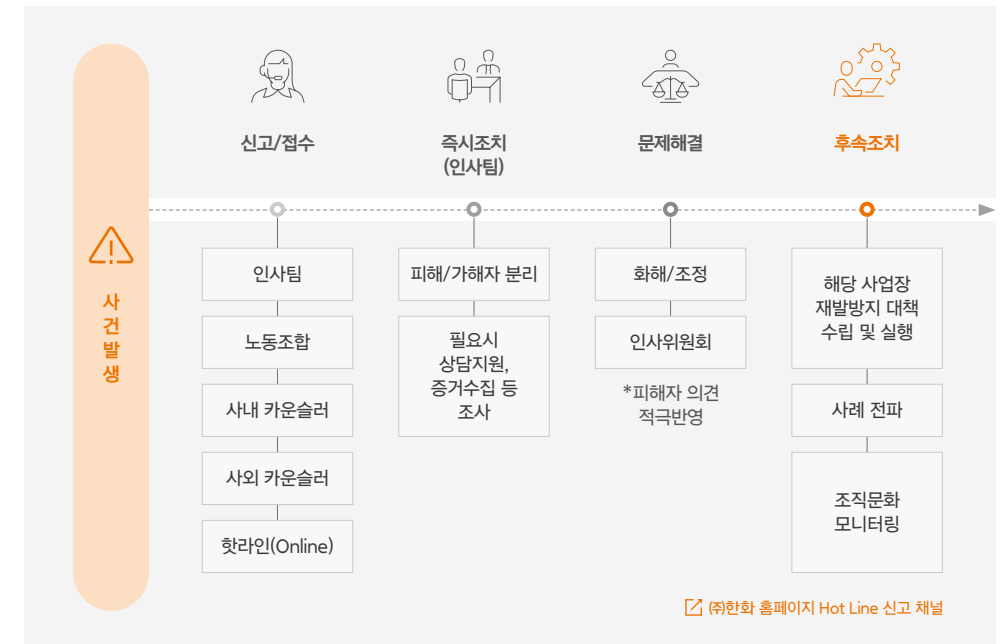 사
건
발
생
신고/접수
인사팀
노동조합
사내 카운슬러
사외 카운슬러
핫라인(Online)
즉시조치
(인사팀)
피해/가해자 분리
필요시
상담지원,
증거수집 등
조사
문제해결
화해/조정
인사위원회
*피해자 의견
적극반영
후속조치
해당 사업장
재발방지 대책
수립 및 실행
사례 전파
조직문화
모니터링
㈜한화 홈페이지 Hot Line 신고 채널